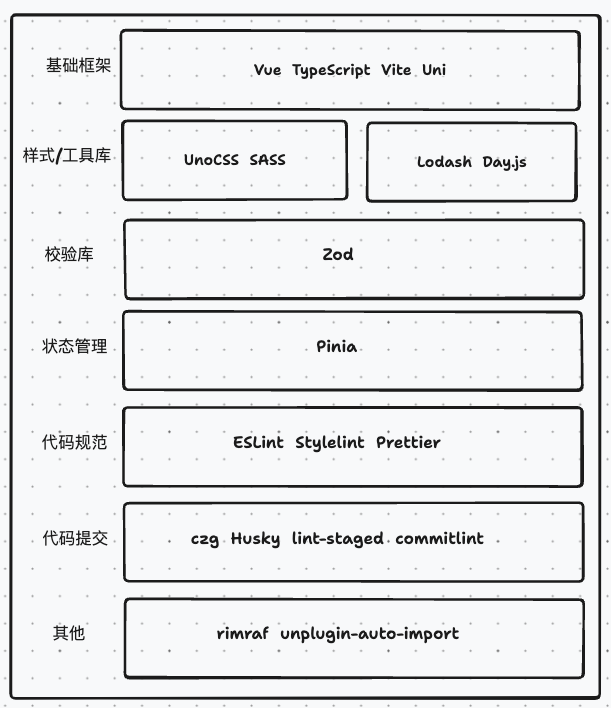 基础框架
Vue TypeScript Vite Uni
样式/工具库
UnoCSS SASS
Lodash Day.js
校验库
Zod
状态管理
Pinia
代码规范
ESLint Stylelint Prettier
代码提交
czg Husky lint-staged commitlint
其他
rimraf unplugin-auto-import